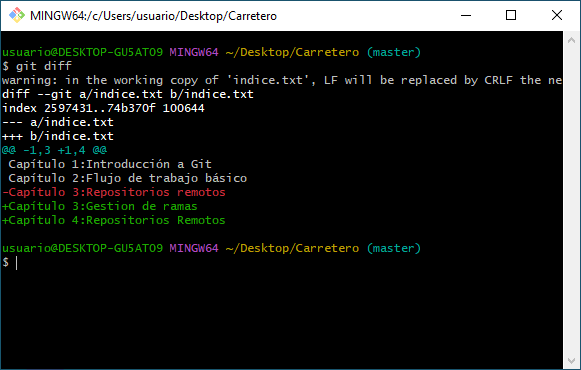 MINGW64:/c/Users/usuario/Desktop/Carretero
usuario@DESKTOP-GU5AT09 MINGW64 ~/Desktop/Carretero (master)
$ git diff
warning: in the working copy of 'indice.txt', LF will be replaced by CRLF the ne
diff --git a/indice.txt b/indice.txt
index 2597431..74b370f 100644
--- a/indice.txt
+++ b/indice.txt
@@ -1,3 +1,4 @@
 Capítulo 1:Introducción a Git
 Capítulo 2:Flujo de trabajo básico
-Capítulo 3:Repositorios remotos
+Capítulo 3:Gestion de ramas
+Capítulo 4:Repositorios Remotos
usuario@DESKTOP-GU5AT09 MINGW64 ~/Desktop/Carretero (master)
$